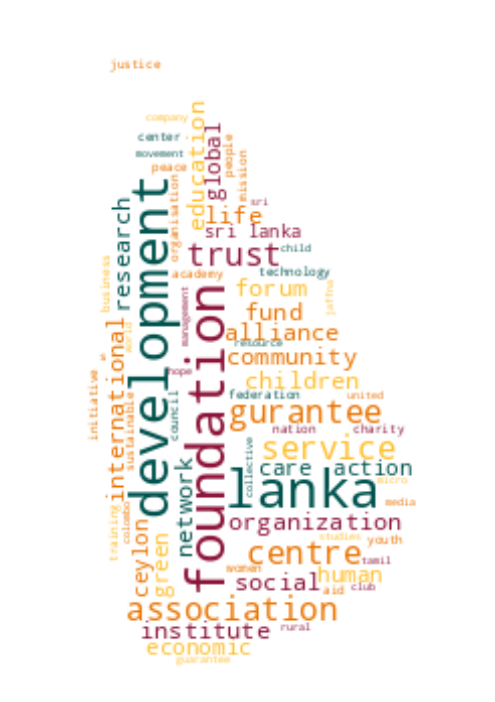 justice
company
center
movement
peace
education
global
people
mission
organisation
sri
life
sri lanka
research
development
trust
child
academy
technology
business
management
forum
jaffna
fund
alliance
resource
world
international
foundation
community
hope
children
initiative
sustainable
council
federation
united
gurantee
nation
charity
service
collective
care
action
network
lanka
micro
media
training
colombo
organization
ceylon
green
studies
youth
centre
tamil
women
social
human
aid
club
association
institute
rural
economic
guarantee